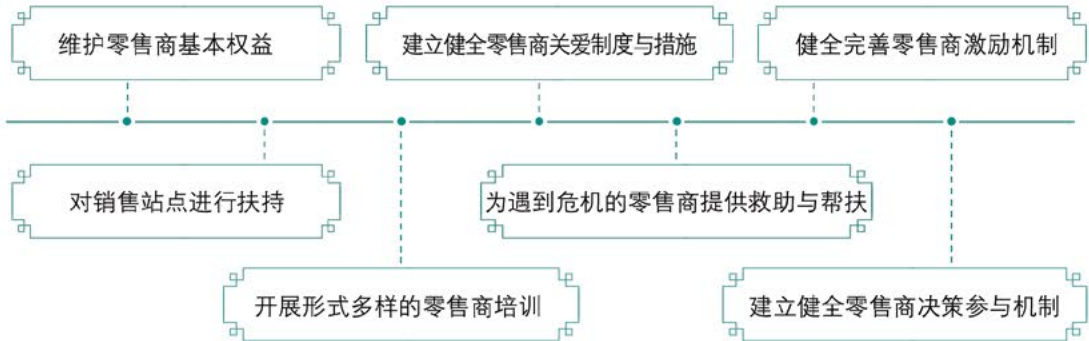 维护零售商基本权益
建立健全零售商关爱制度与措施
健全完善零售商激励机制
对销售站点进行扶持
为遇到危机的零售商提供救助与帮扶
开展形式多样的零售商培训
建立健全零售商决策参与机制